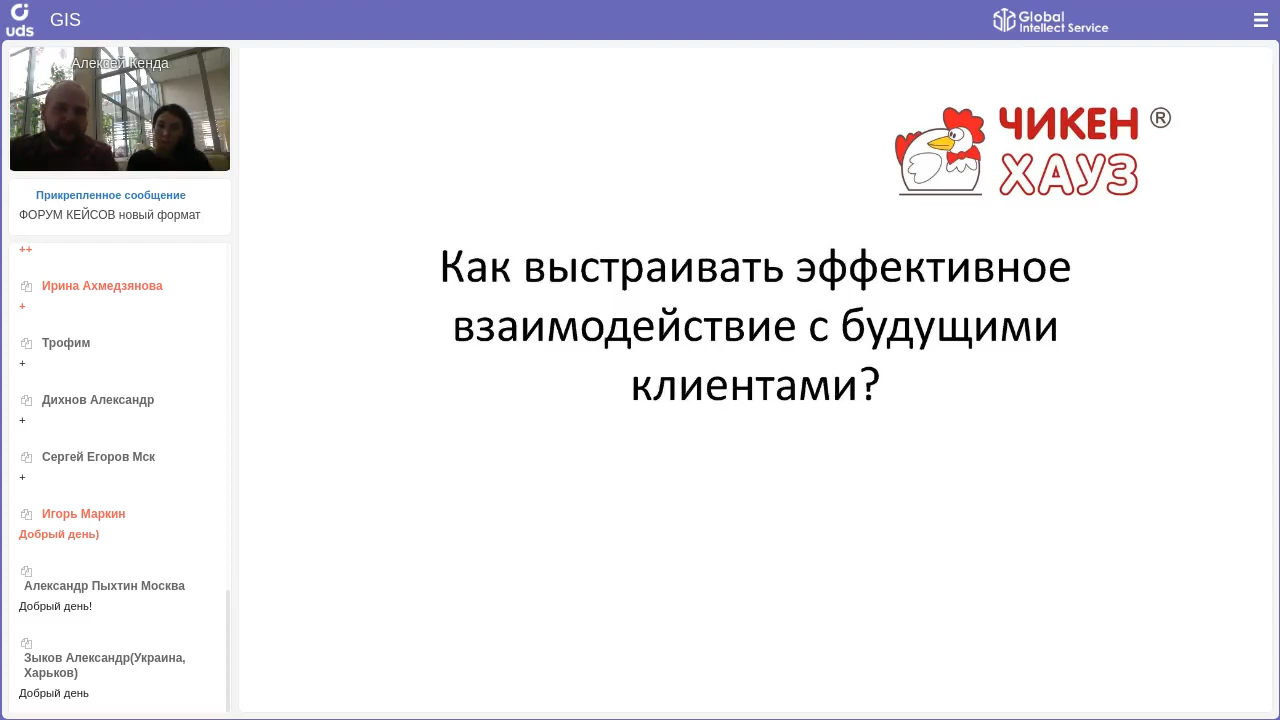 uds
GIS
Global
Intellect Service
Алексей Кенда
Прикрепленное сообщение
ФОРУМ КЕЙСОВ новый формат
++
Ирина Ахмедзянова
+
Трофим
+
Дихнов Александр
+
Сергей Егоров Мск
+
Игорь Маркин
Добрый день)
Александр Пыхтин Москва
Добрый день!
Зыков Александр(Украина,
Харьков)
Добрый день
ЧИКЕН ®
ХАУЗ
Как выстраивать эффективное
взаимодействие с будущими
клиентами?